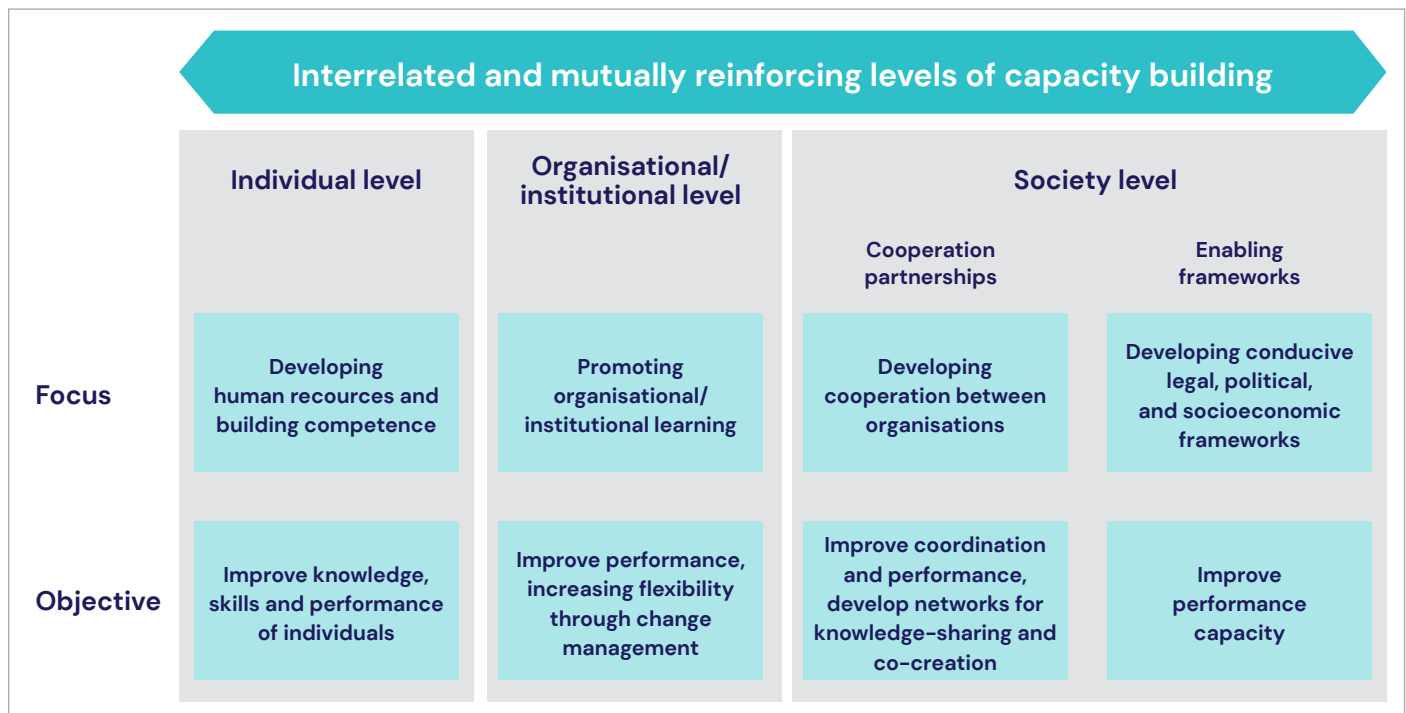 Interrelated and mutually reinforcing levels of capacity building
Individual level
Organisational/
institutional level
Society level
Cooperation
partnerships
Enabling
frameworks
Focus
Developing
human recources and
building competence
Promoting
organisational/
institutional learning
Developing
cooperation between
organisations
Developing conducive
legal, political,
and socioeconomic
frameworks
Objective
Improve knowledge,
skills and performance
of individuals
Improve performance,
increasing flexibility
through change
management
Improve coordination
and performance,
develop networks for
knowledge-sharing and
co-creation
Improve
performance
capacity